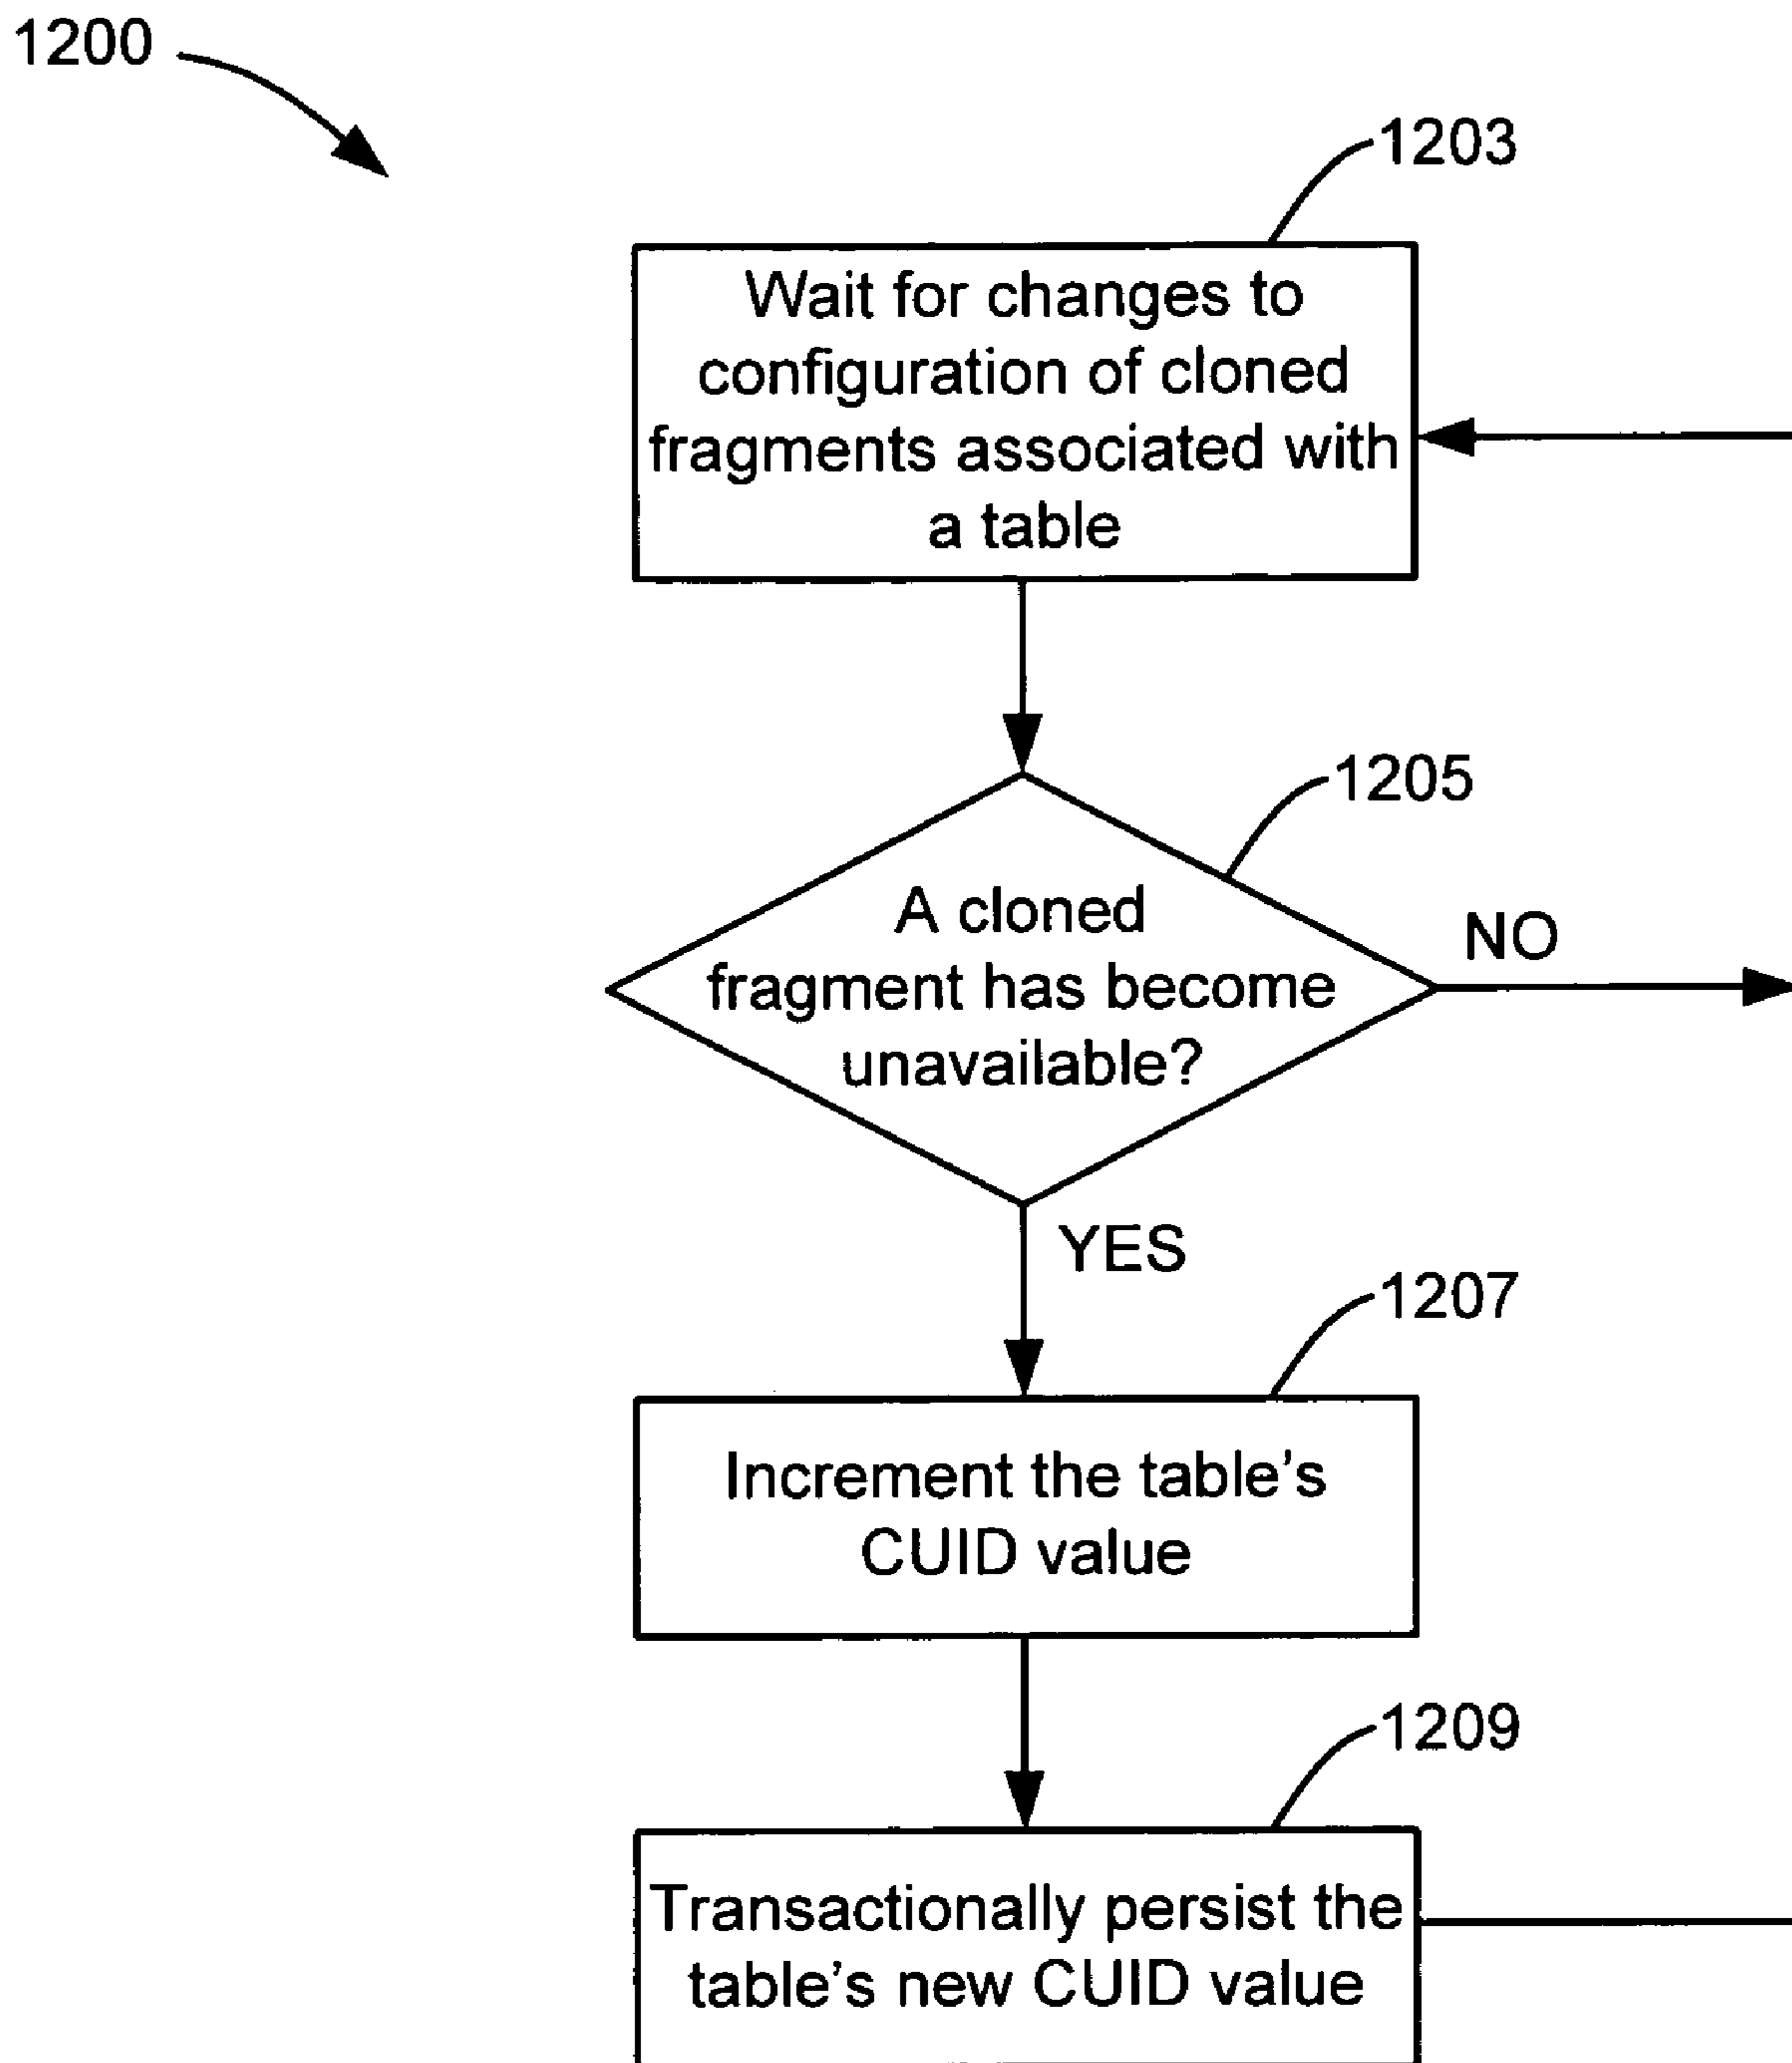 1200
1203
Wait for changes to
configuration of cloned
fragments associated with
a table
1205
A cloned
fragment has become
unavailable?
NO
YES
1207
Increment the table's
CUID value
1209
Transactionally persist the
table's new CUID value